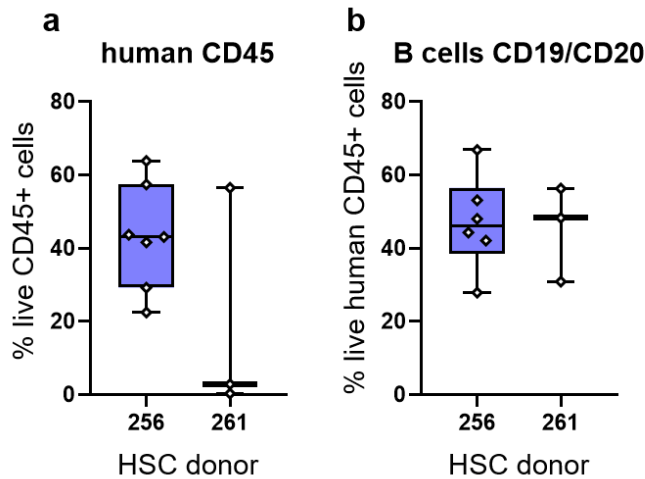 a
human CD45
% live CD45+ cells
80
60
40
20
0
256 261
HSC donor
b
B cells CD19/CD20
% live human CD45+ cells
80
60
40
20
0
256 261
HSC donor